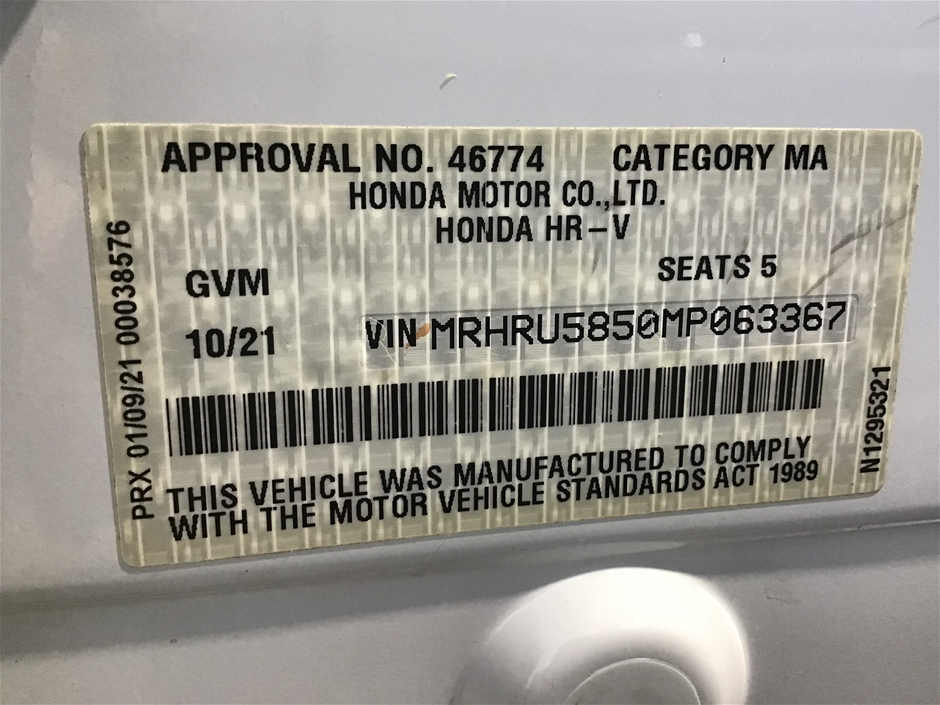 APPROVAL NO. 46774 CATEGORY MA
HONDA MOTOR CO.,LTD.
HONDA HR-V
GVM SEATS 5
10/21 VIN MRHRU5850MP063367
THIS VEHICLE WAS MANUFACTURED TO COMPLY
WITH THE MOTOR VEHICLE STANDARDS ACT 1989
PRX 01/09/21 00038576
N1295321